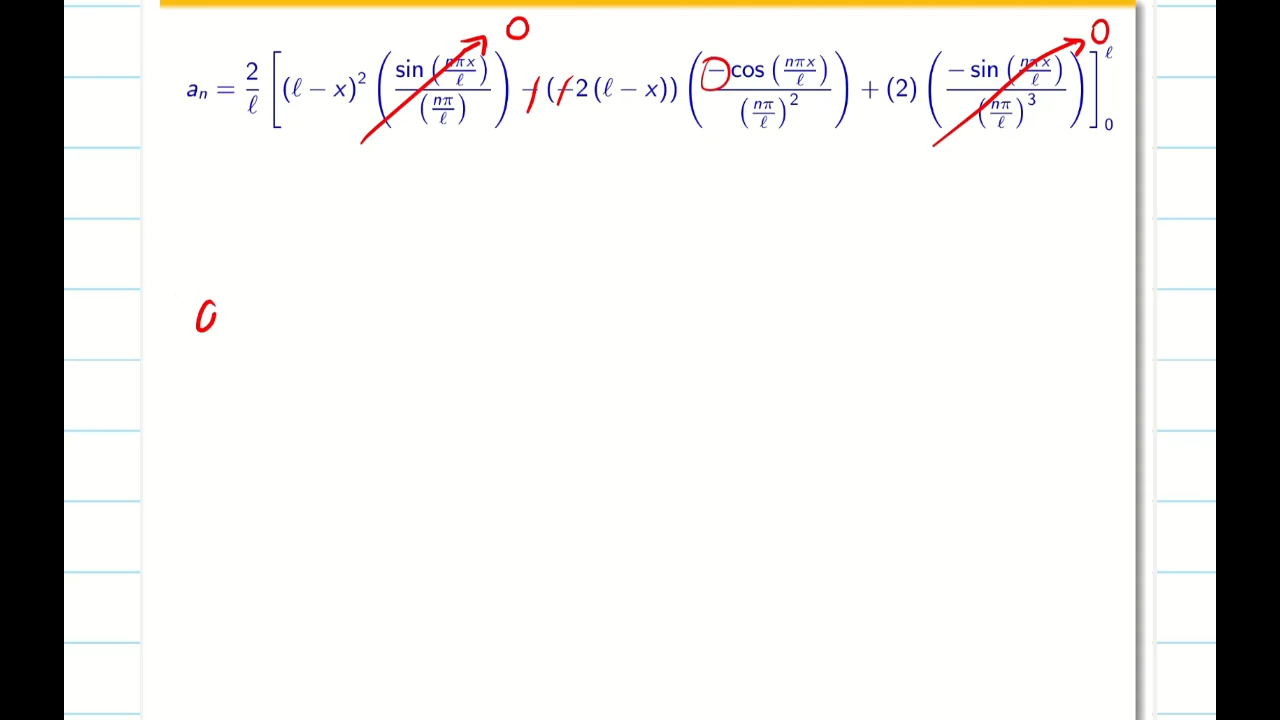 0 0
aₙ = 2/ℓ [ (ℓ − x)² ( sin (nπx/ℓ) / (nπ/ℓ) ) − (−2 (ℓ − x)) ( − cos (nπx/ℓ) / (nπ/ℓ)² ) + (2) ( − sin (nπx/ℓ) / (nπ/ℓ)³ ) ]₀^ℓ